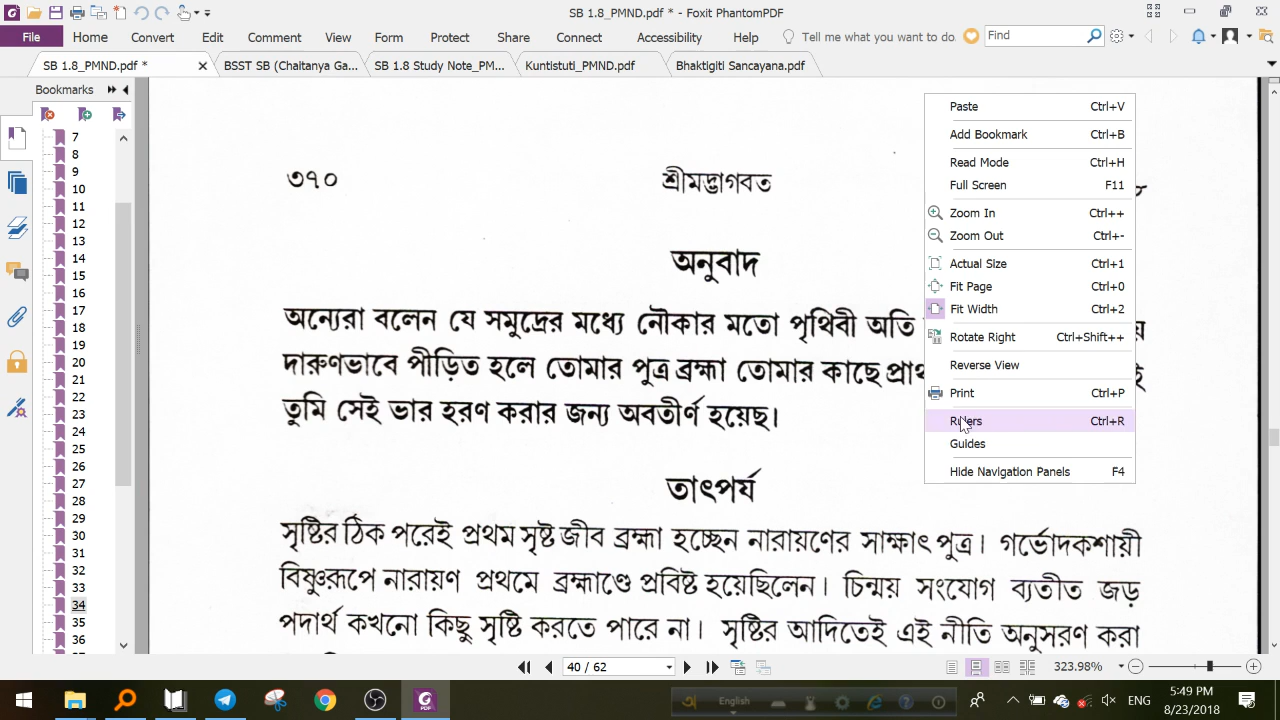 SB 1.8_PMND.pdf * - Foxit PhantomPDF
File Home Convert Edit Comment View Form Protect Share Connect Accessibility Help Tell me what you want to do. Find
SB 1.8_PMND.pdf * BSST SB (Chaltanya Ga... SB 1.8 Study Note_PM... Kuntistuti_PMND.pdf Bhaktigiti Sancayana.pdf
Bookmarks
7
8
9
10
11
12
13
14
15
16
17
18
19
20
21
22
23
24
25
26
27
28
29
30
31
32
33
34
35
36
৩৭০ শ্রীমদ্ভাগবত ৮
অনুবাদ
অন্যেরা বলেন যে সমুদ্রের মধ্যে নৌকার মতো পৃথিবী অতি
দারুণভাবে পীড়িত হলে তোমার পুত্র ব্রহ্মা তোমার কাছে
তুমি সেই ভার হরণ করার জন্য অবতীর্ণ হয়েছ।
তাৎপর্য
সৃষ্টির ঠিক পরেই প্রথম সৃষ্ট জীব ব্রহ্মা হচ্ছেন নারায়ণের সাক্ষাৎ পুত্র। গর্ভোদকশায়ী
বিষ্ণুরূপে নারায়ণ প্রথমে ব্রহ্মাণ্ডে প্রবিষ্ট হয়েছিলেন। চিন্ময় সংযোগ ব্যতীত জড়
পদার্থ কখনো কিছু সৃষ্টি করতে পারে না। সৃষ্টির আদিতেই এই নীতি অনুসরণ করা
Paste Ctrl+V
Add Bookmark Ctrl+B
Read Mode Ctrl+H
Full Screen F11
Zoom In Ctrl++
Zoom Out Ctrl+-
Actual Size Ctrl+1
Fit Page Ctrl+0
Fit Width Ctrl+2
Rotate Right Ctrl+Shift++
Reverse View
Print Ctrl+P
Rulers Ctrl+R
Guides
Hide Navigation Panels F4
40 / 62 323.98%
English ENG 5:49 PM
8/23/2018